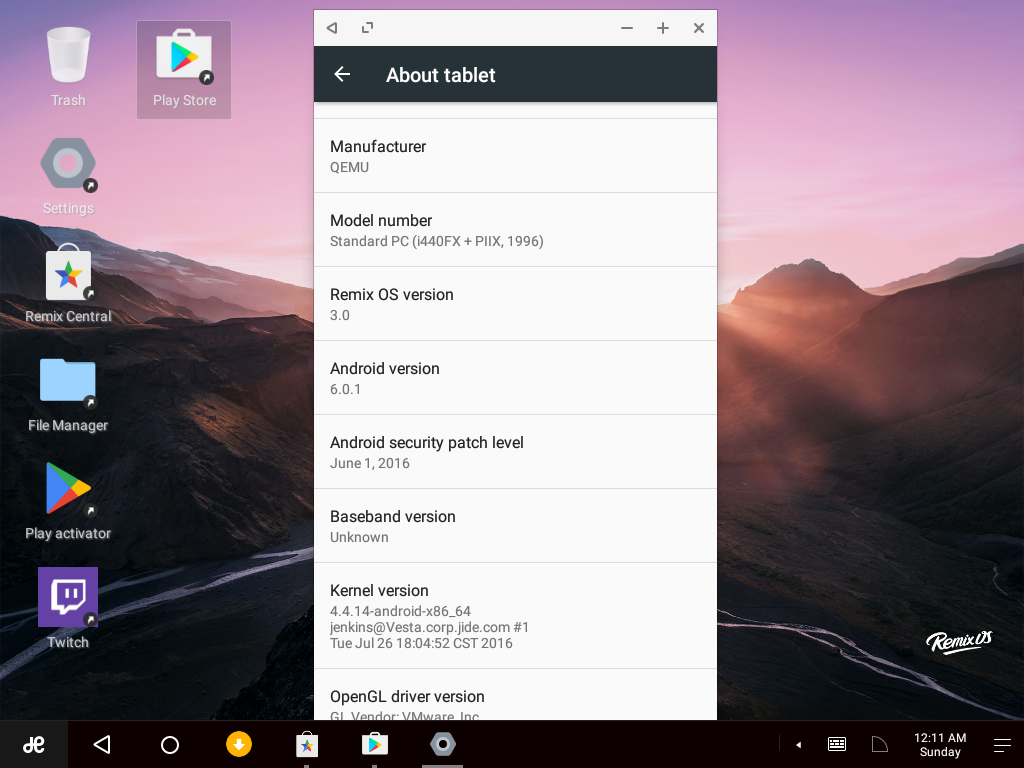 Trash
Play Store
Settings
Remix Central
File Manager
Play activator
Twitch
About tablet
Manufacturer
QEMU
Model number
Standard PC (i440FX + PIIX, 1996)
Remix OS version
3.0
Android version
6.0.1
Android security patch level
June 1, 2016
Baseband version
Unknown
Kernel version
4.4.14-android-x86_64
jenkins@Vesta.corp.jide.com #1
Tue Jul 26 18:04:52 CST 2016
OpenGL driver version
GL Vendor: VMware, Inc.
Remix OS
12:11 AM
Sunday